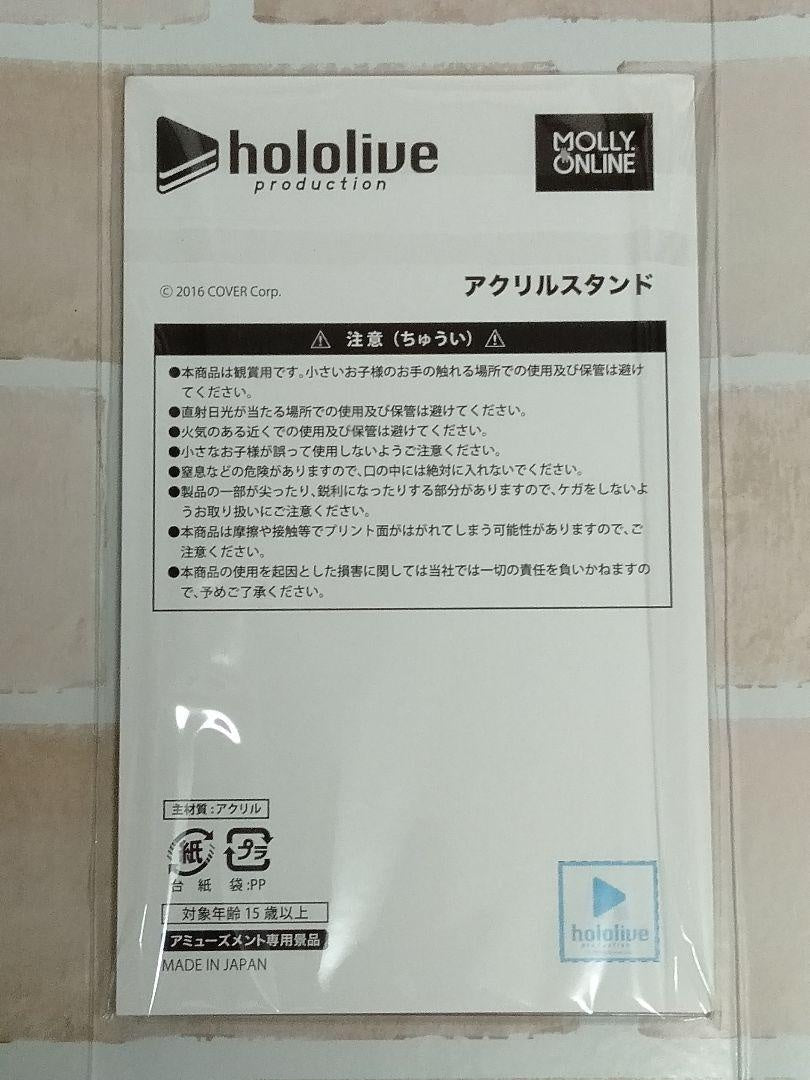 hololive
production
MOLLY.
ONLINE
© 2016 COVER Corp.
アクリルスタンド
注意（ちゅうい）
●本商品は観賞用です。小さいお子様のお手の触れる場所での使用及び保管は避け
てください。
●直射日光が当たる場所での使用及び保管は避けてください。
●火気のある近くでの使用及び保管は避けてください。
●小さなお子様が誤って使用しないようご注意ください。
●窒息などの危険がありますので、口の中には絶対に入れないでください。
●製品の一部が尖ったり、鋭利になったりする部分がありますので、ケガをしないよ
うお取り扱いにご注意ください。
●本商品は摩擦や接触等でプリント面がはがれてしまう可能性がありますので、ご
注意ください。
●本商品の使用を起因とした損害に関しては当社では一切の責任を負いかねますの
で、予めご了承ください。
主材質：アクリル
紙 プラ
台 紙 袋:PP
対象年齢15歳以上
アミューズメント専用景品
MADE IN JAPAN
hololive
production